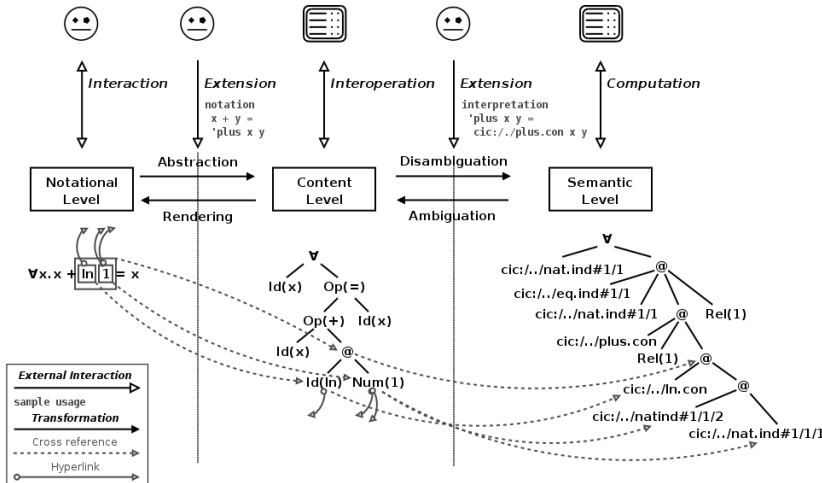 Interaction
Extension
Interoperation
Extension
Computation
notation
x + y =
'plus x y
interpretation
'plus x y =
cic:/./plus.con x y
Abstraction
Disambiguation
Notational
Level
Content
Level
Semantic
Level
Rendering
Ambiguation
∀x.x + ln 1 = x
∀
Id(x)
Op(=)
Op(+)
Id(x)
Id(x)
@
Id(ln)
Num(1)
∀
cic:/../nat.ind#1/1
@
cic:/../eq.ind#1/1
cic:/../nat.ind#1/1
@
Rel(1)
cic:/../plus.con
Rel(1)
@
cic:/../ln.con
@
cic:/../natind#1/1/2
cic:/../nat.ind#1/1/1
External Interaction
sample usage
Transformation
Cross reference
Hyperlink